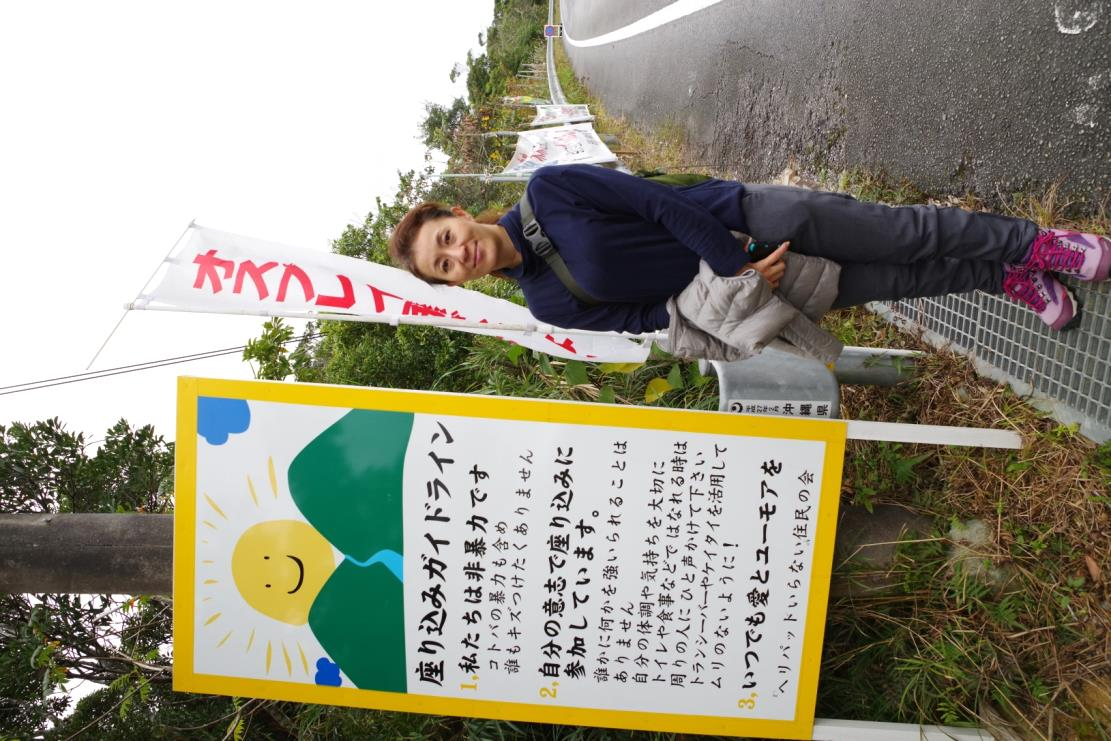 オスプレイ
座り込みガイドライン
1,私たちは非暴力です
コトバの暴力も含め
誰もキズつけたくありません
2,自分の意志で座り込みに
参加しています。
誰かに何かを強いられることは
ありません
自分の体調や気持ちを大切に
トイレや食事などではなれる時は
周りの人にひと声かけて下さい
トランシーバーやケイタイを活用して
ムリのないように!
3,いつでも愛とユーモアを
"ヘリパットいらない"住民の会
平成27年2月
沖縄県